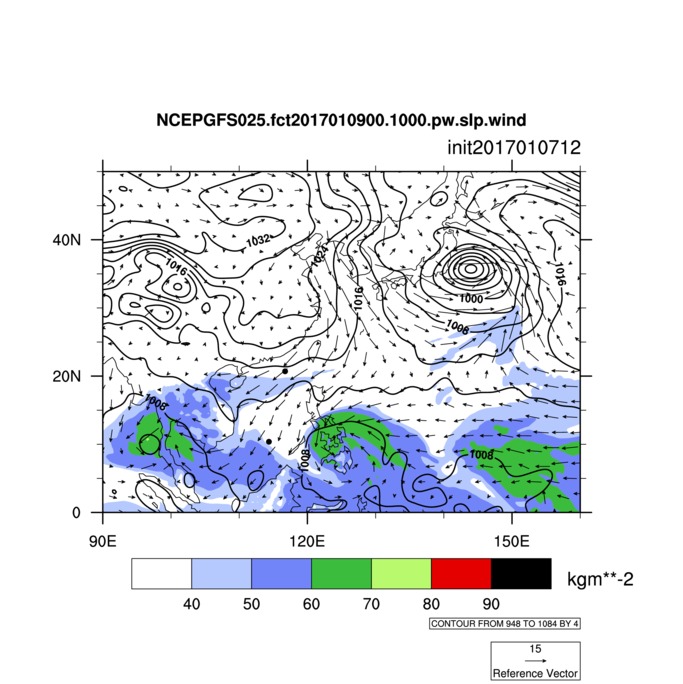 NCEPGFS025.fct2017010900.1000.pw.slp.wind
init2017010712
40N
20N
0
90E 120E 150E
1032
1024
1016
1016
1016
1000
1008
1008
1008
1008
40 50 60 70 80 90
kgm**-2
CONTOUR FROM 948 TO 1084 BY 4
15
Reference Vector